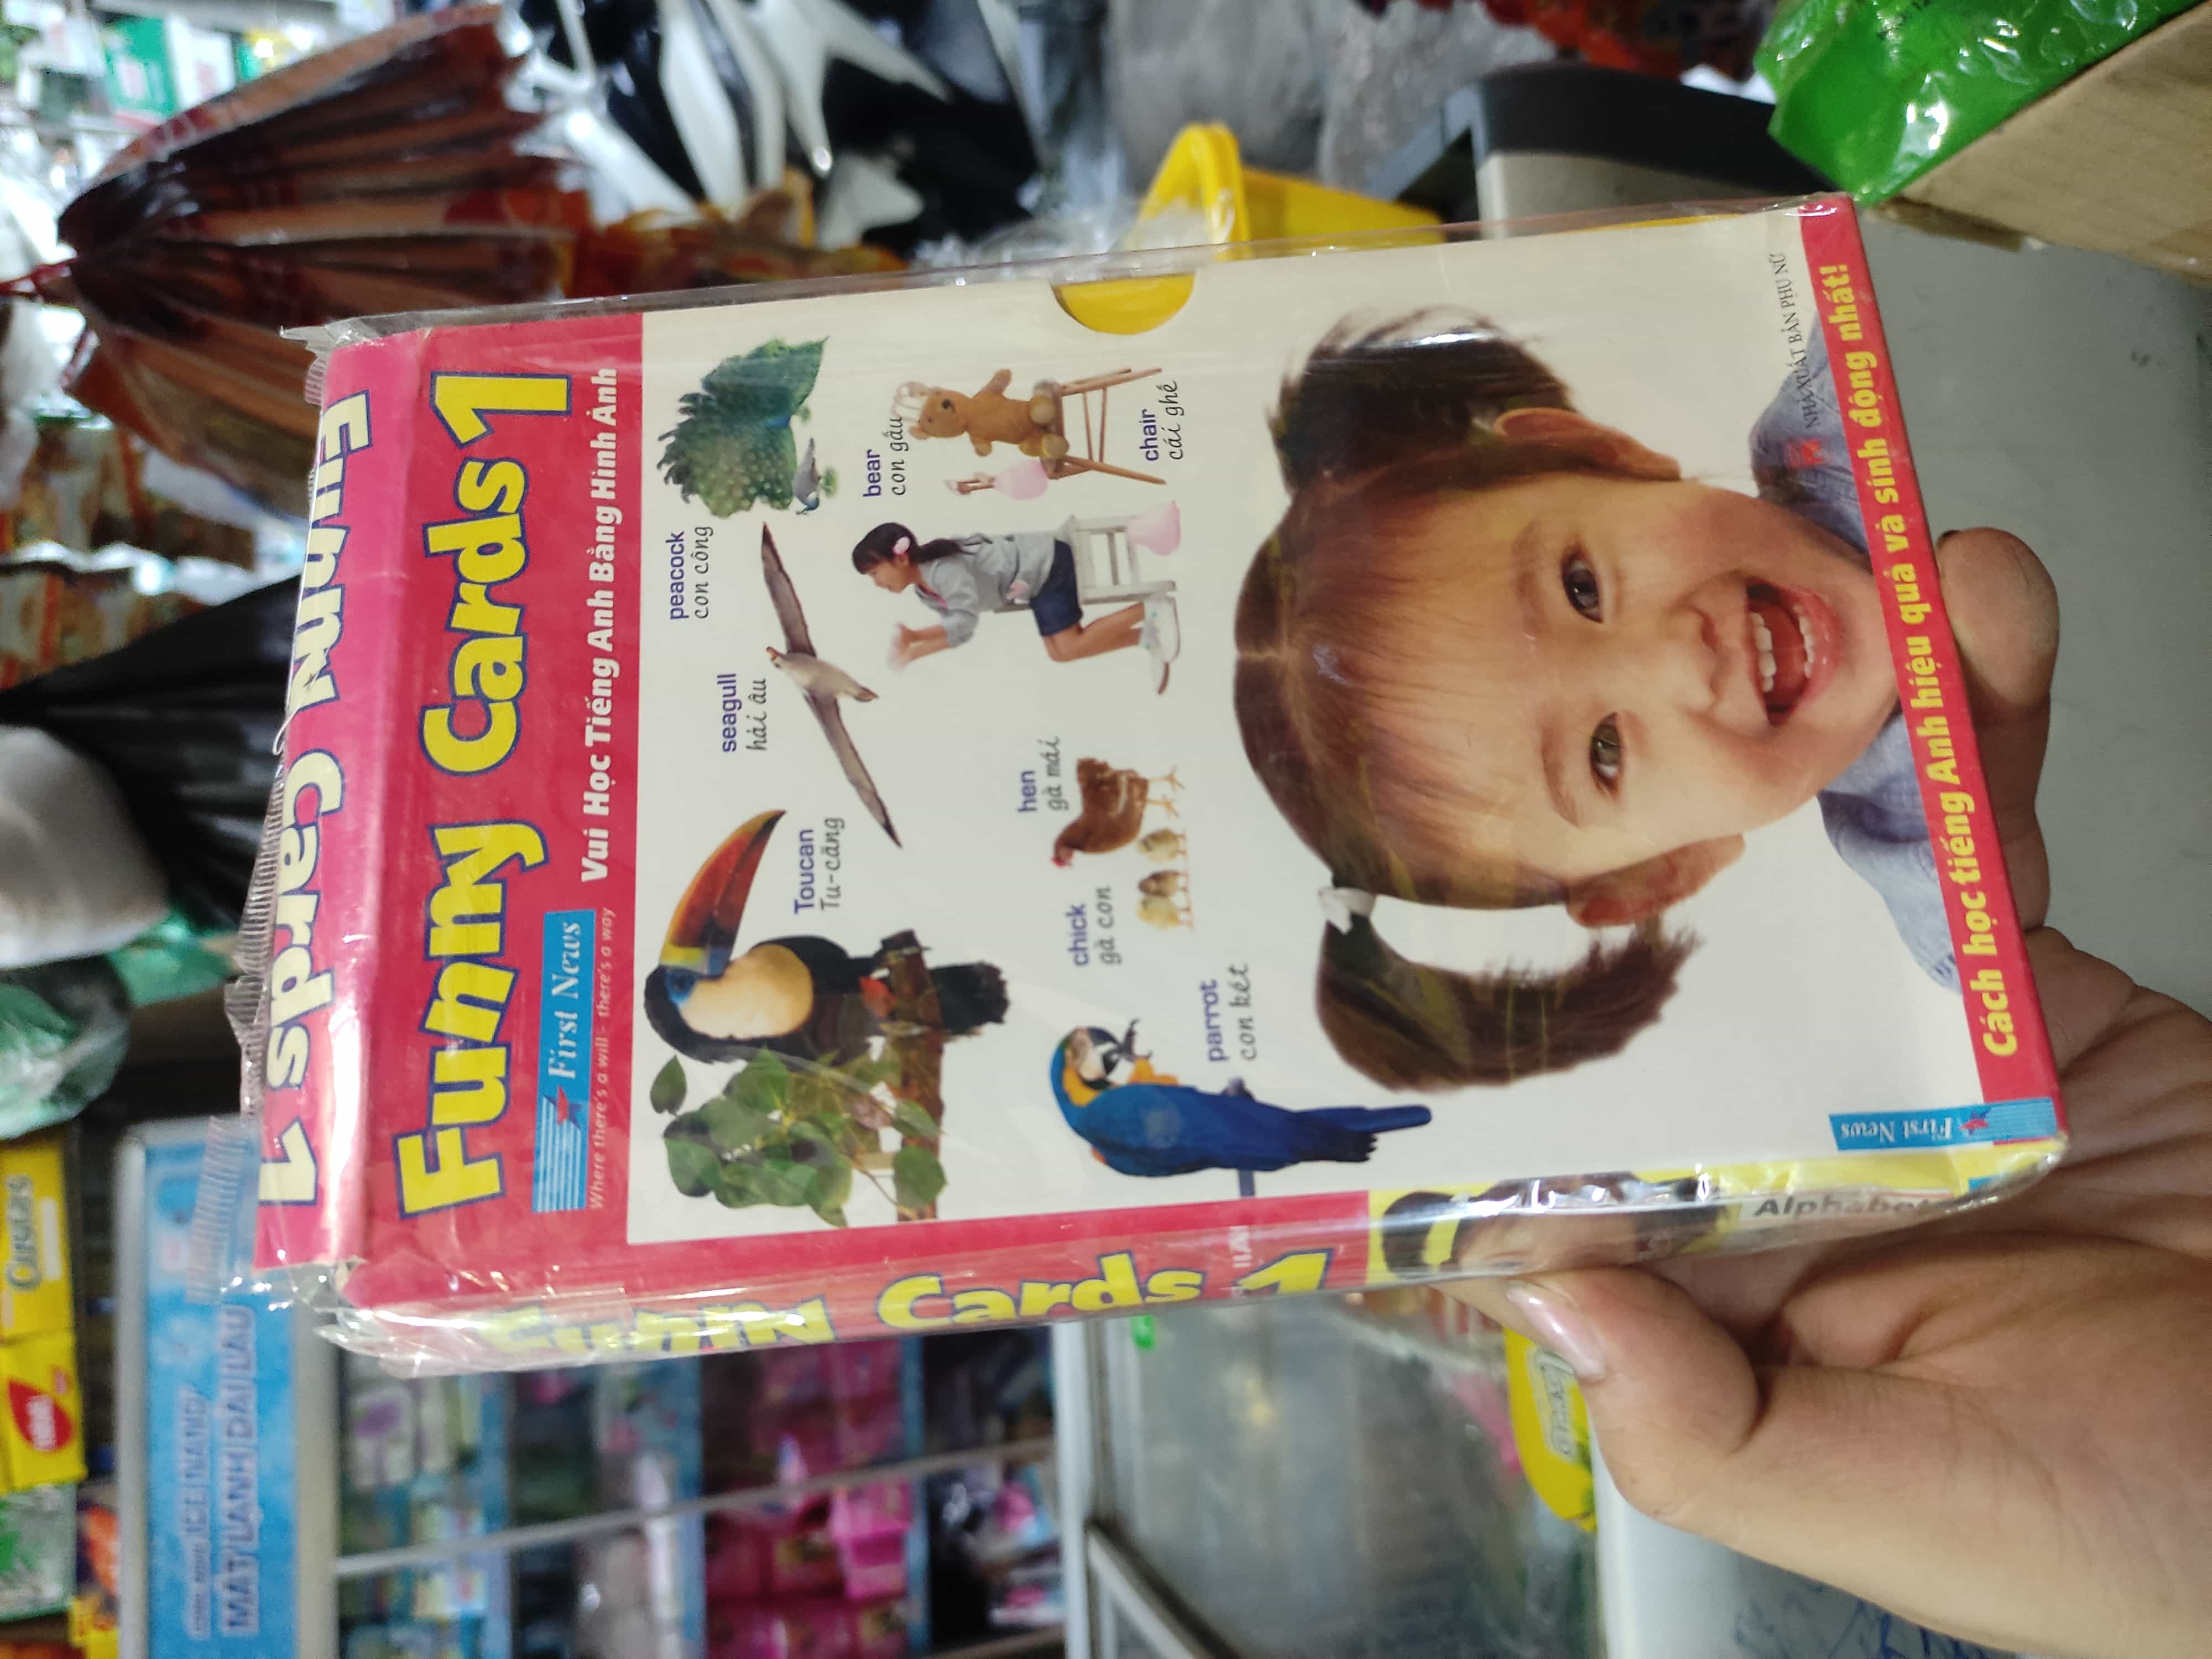 Funny Cards 1
Funny Cards 1
First News
Where there's a will - there's a way
Vui Học Tiếng Anh Bằng Hình Ảnh
peacock
con công
seagull
hải âu
Toucan
Tu-căng
bear
con gấu
chair
cái ghế
hen
gà mái
chick
gà con
parrot
con két
NHÀ XUẤT BẢN PHỤ NỮ
Cách học tiếng Anh hiệu quả và sinh động nhất!
First News
Funny Cards 1
Alphabet
MÁT LẠNH DÀI LÂU